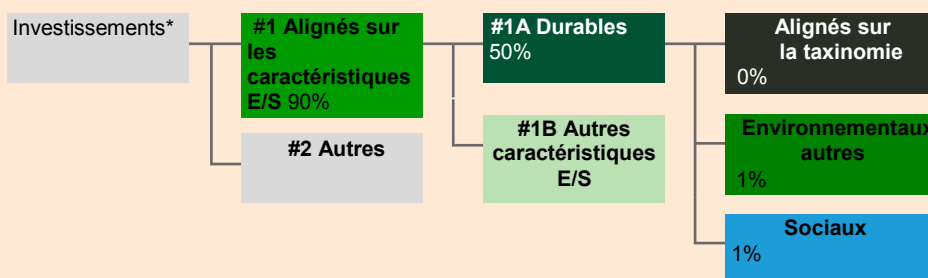 Investissements*
#1 Alignés sur
les
caractéristiques
E/S 90%
#2 Autres
#1A Durables
50%
#1B Autres
caractéristiques
E/S
Alignés sur
la taxinomie
0%
Environnementaux
autres
1%
Sociaux
1%